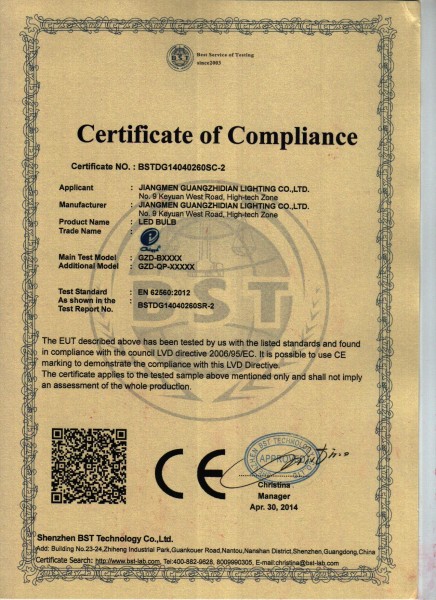 BST
Best Service of Testing
since2003
Certificate of Compliance
Certificate NO. : BSTDG14040260SC-2
Applicant : JIANGMEN GUANGZHIDIAN LIGHTING CO.,LTD.
No. 9 Keyuan West Road, High-tech Zone
Manufacturer : JIANGMEN GUANGZHIDIAN LIGHTING CO.,LTD.
No. 9 Keyuan West Road, High-tech Zone
Product Name : LED BULB
Trade Name :
Main Test Model : GZD-BXXXX
Additional Model : GZD-QP-XXXXX
Test Standard : EN 62560:2012
As shown in the
Test Report No. : BSTDG14040260SR-2
BST
The EUT described above has been tested by us with the listed standards and found
in compliance with the council LVD directive 2006/95/EC. It is possible to use CE
marking to demonstrate the compliance with this LVD Directive.
The certificate applies to the tested sample above mentioned only and shall not imply
an assessment of the whole production.
CE
BST TECHNOLOGY
APPROVED
Christina
Manager
Apr. 30, 2014
Shenzhen BST Technology Co.,Ltd.
Add: Building No.23-24,Zhiheng Industrial Park,Guankouer Road,Nantou,Nanshan District,Shenzhen,Guangdong,China
Certificate Search: http://www.bst-lab.com, Tel:400-882-9628, 8009990305, E-mail:christina@bst-lab.com